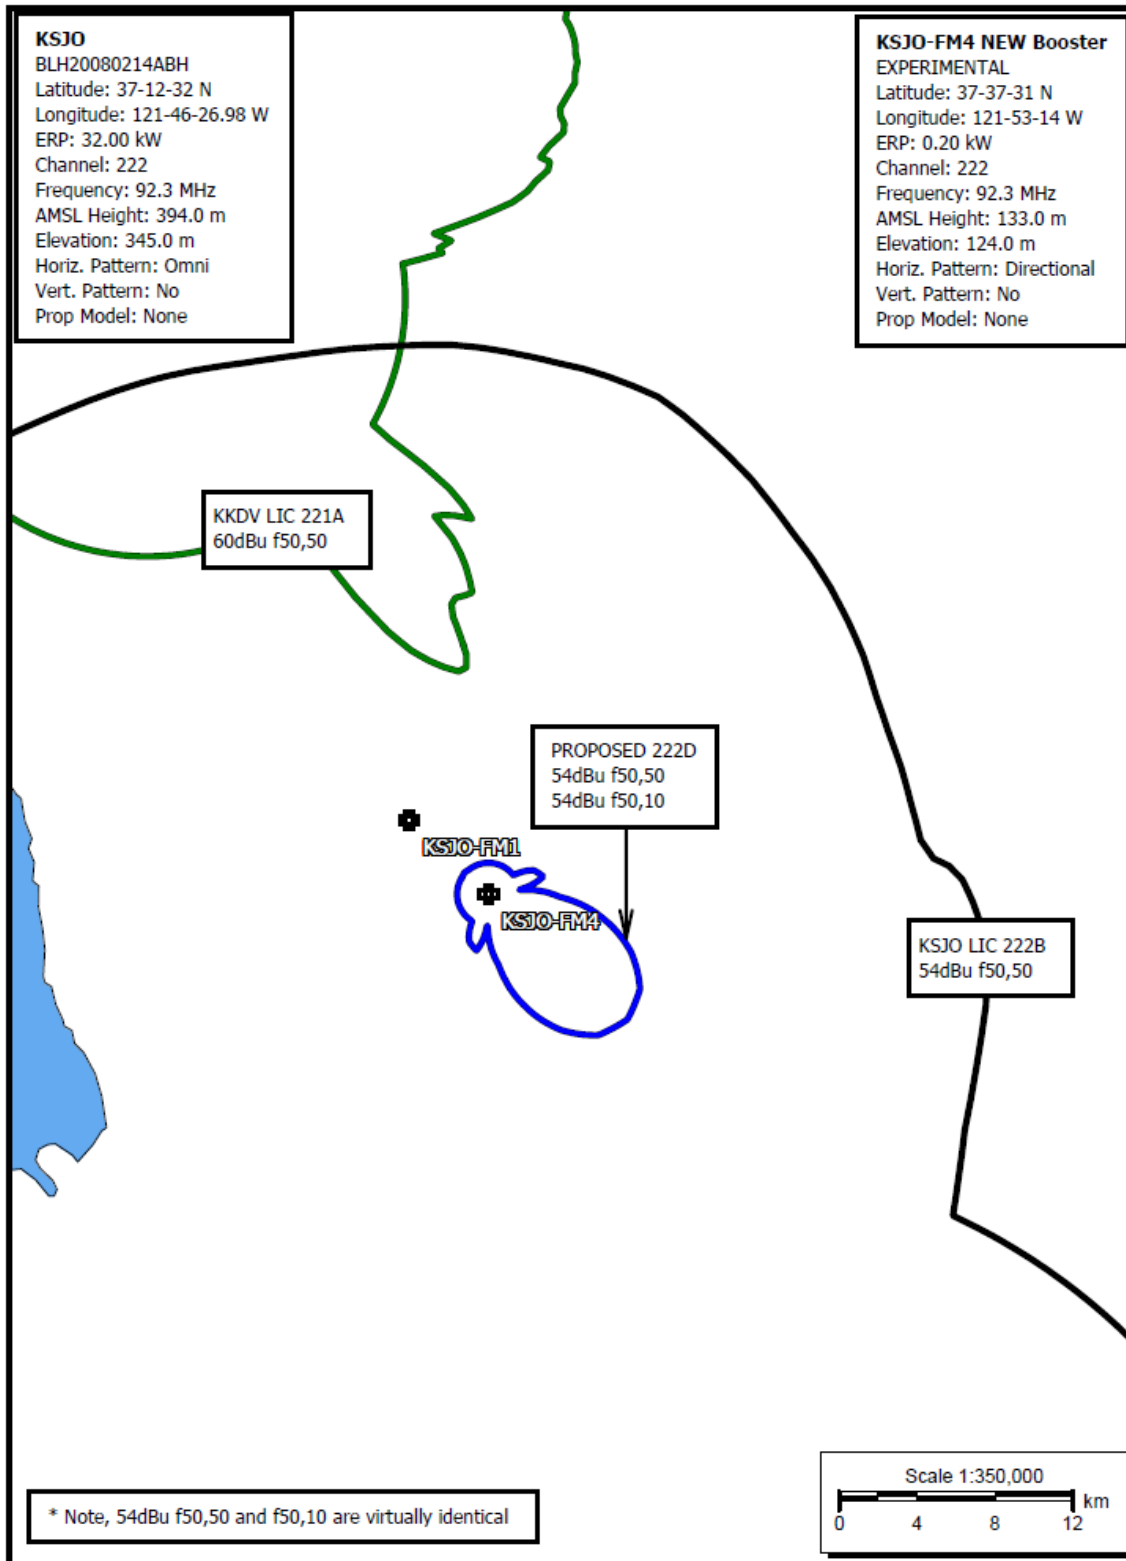 KSJO
BLH20080214ABH
Latitude: 37-12-32 N
Longitude: 121-46-26.98 W
ERP: 32.00 kW
Channel: 222
Frequency: 92.3 MHz
AMSL Height: 394.0 m
Elevation: 345.0 m
Horiz. Pattern: Omni
Vert. Pattern: No
Prop Model: None
KSJO-FM4 NEW Booster
EXPERIMENTAL
Latitude: 37-37-31 N
Longitude: 121-53-14 W
ERP: 0.20 kW
Channel: 222
Frequency: 92.3 MHz
AMSL Height: 133.0 m
Elevation: 124.0 m
Horiz. Pattern: Directional
Vert. Pattern: No
Prop Model: None
KKDV LIC 221A
60dBu f50,50
PROPOSED 222D
54dBu f50,50
54dBu f50,10
KSJO-FM1
KSJO-FM4
KSJO LIC 222B
54dBu f50,50
* Note, 54dBu f50,50 and f50,10 are virtually identical
Scale 1:350,000
km
0 4 8 12